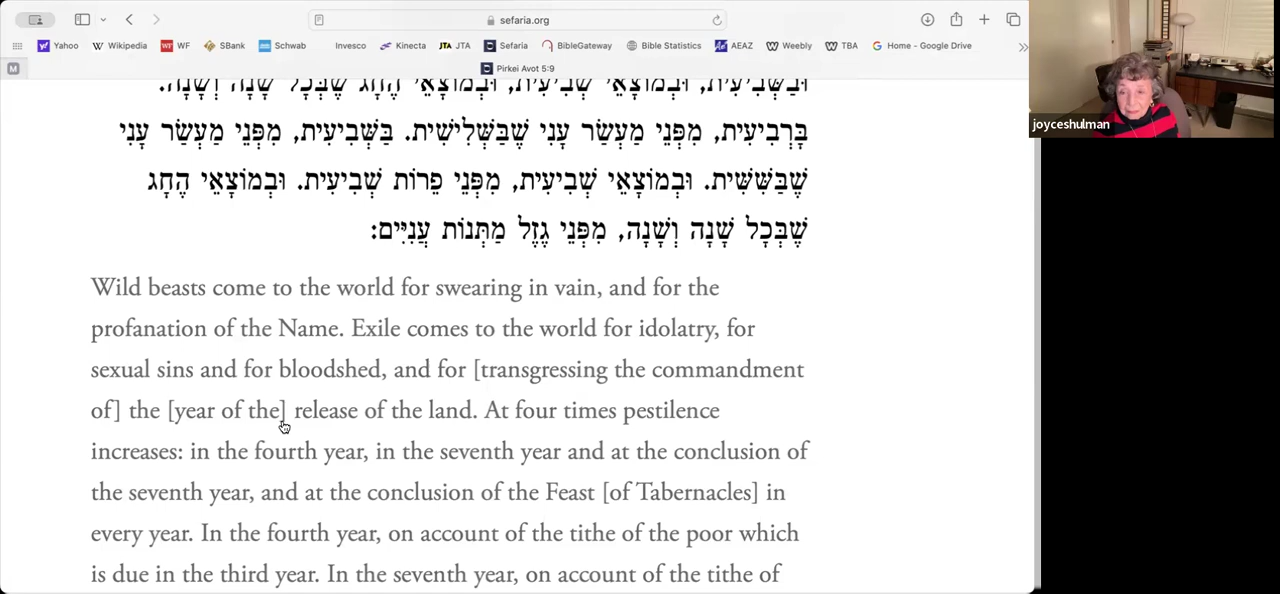 sefaria.org
Yahoo
Wikipedia
WF
SBank
Schwab
Invesco
Kinecta
JTA
Sefaria
BibleGateway
Bible Statistics
AEAZ
Weebly
TBA
Home - Google Drive
M
Pirkei Avot 5:9
joyceshulman
וּבַשְּׁבִיעִית, וּבְמוֹצָאֵי שְׁבִיעִית, וּבְמוֹצָאֵי הֶחָג שֶׁבְּכָל שָׁנָה וְשָׁנָה.
בָּרְבִיעִית, מִפְּנֵי מַעְשַׂר עָנִי שֶׁבַּשְּׁלִישִׁית. בַּשְּׁבִיעִית, מִפְּנֵי מַעְשַׂר עָנִי
שֶׁבַּשִּׁשִּׁית. וּבְמוֹצָאֵי שְׁבִיעִית, מִפְּנֵי פֵרוֹת שְׁבִיעִית. וּבְמוֹצָאֵי הֶחָג
שֶׁבְּכָל שָׁנָה וְשָׁנָה, מִפְּנֵי גֶזֶל מַתְּנוֹת עֲנִיִּים:
Wild beasts come to the world for swearing in vain, and for the
profanation of the Name. Exile comes to the world for idolatry, for
sexual sins and for bloodshed, and for [transgressing the commandment
of] the [year of the] release of the land. At four times pestilence
increases: in the fourth year, in the seventh year and at the conclusion of
the seventh year, and at the conclusion of the Feast [of Tabernacles] in
every year. In the fourth year, on account of the tithe of the poor which
is due in the third year. In the seventh year, on account of the tithe of